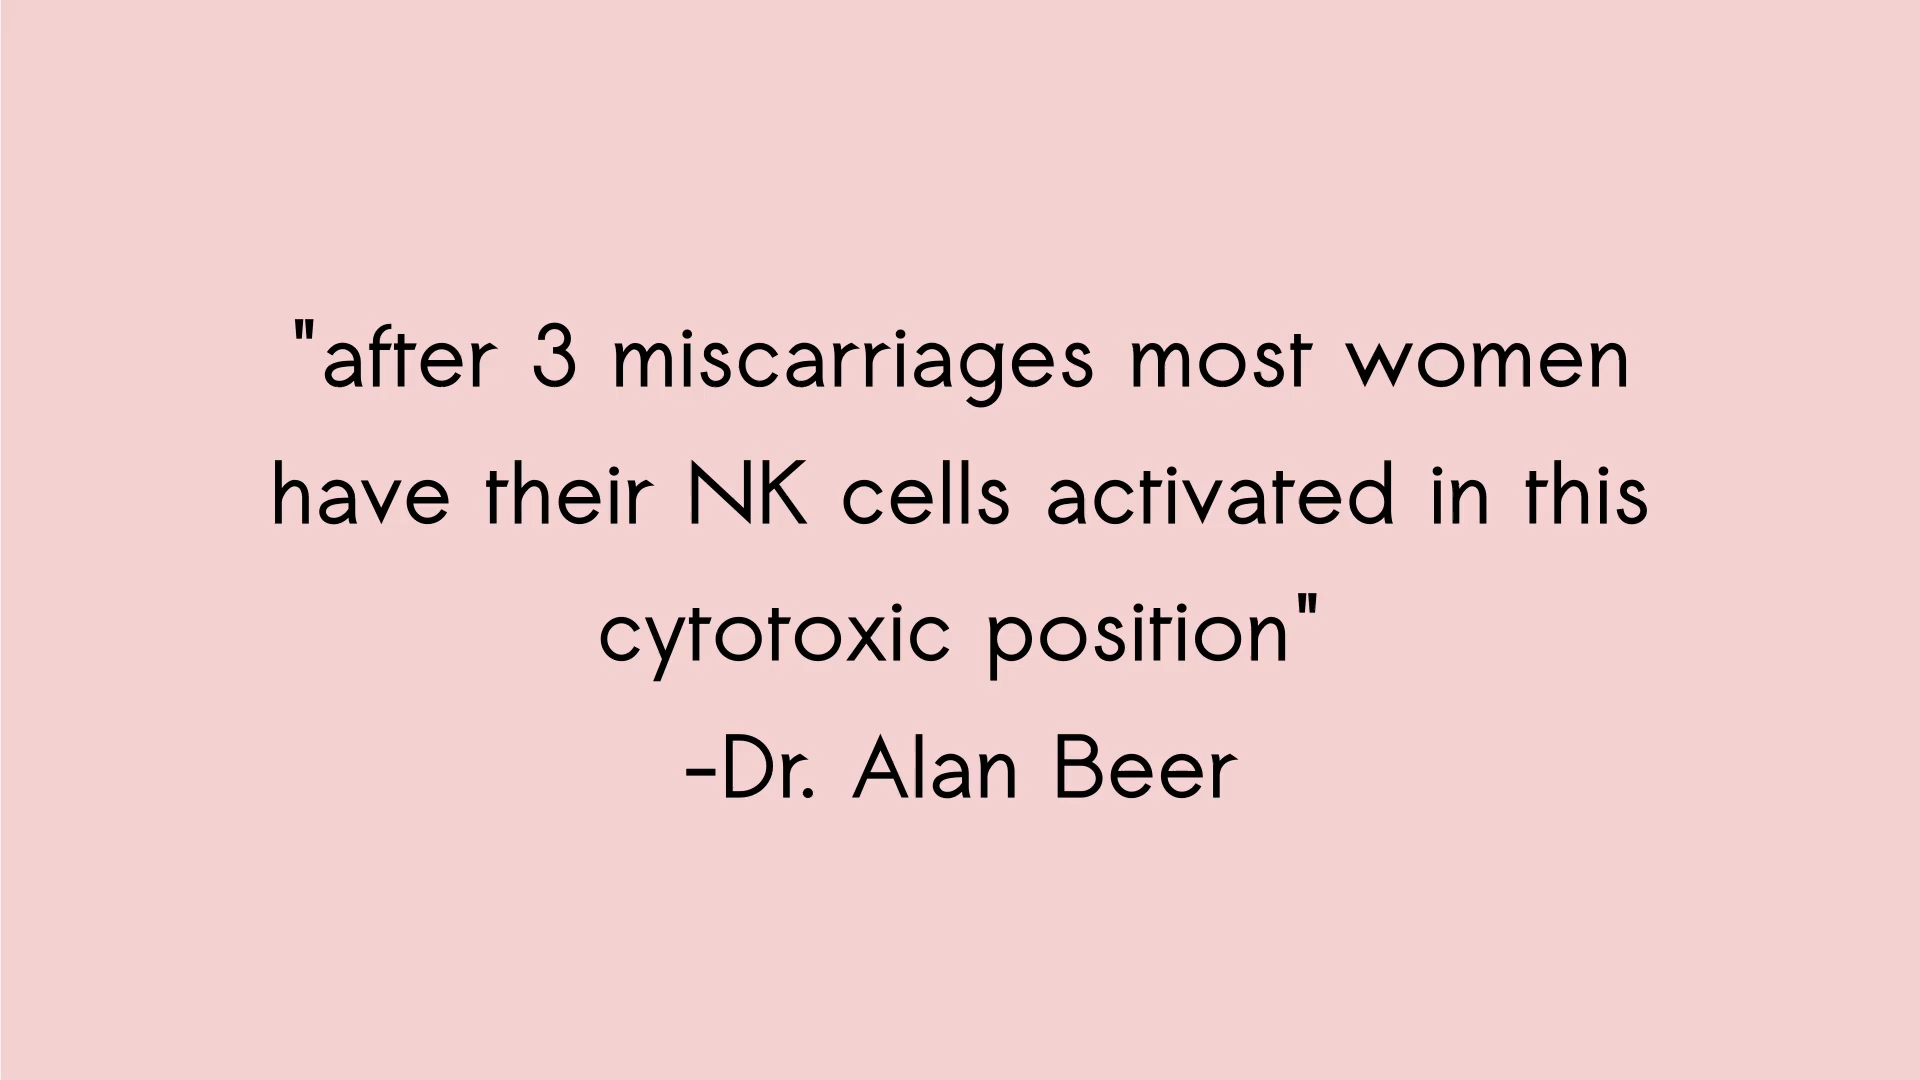 "after 3 miscarriages most women
have their NK cells activated in this
cytotoxic position"
-Dr. Alan Beer